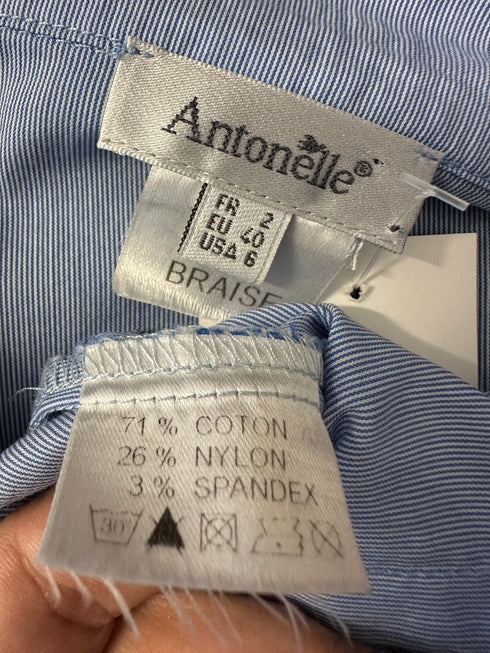 Antonelle®
FR 2
EU 40
USA 6
BRAISE
71 % COTON
26 % NYLON
3 % SPANDEX
30°